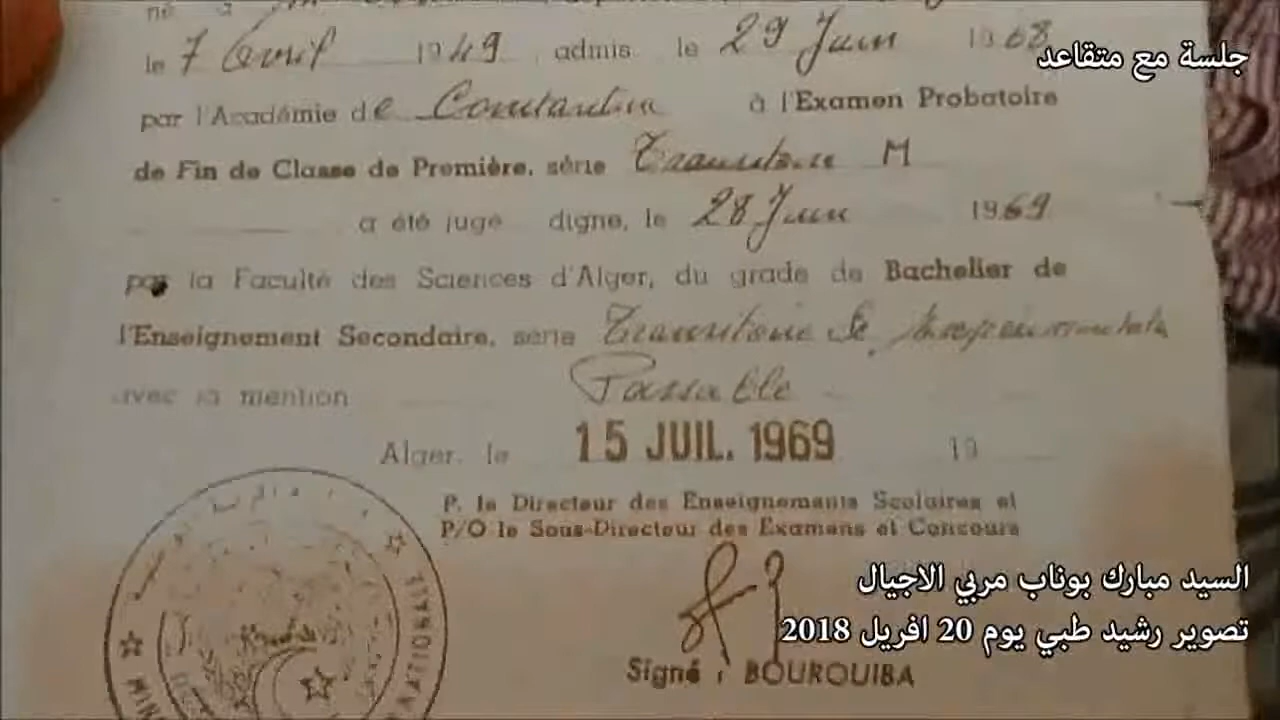 né à
le 7 Avril 1949, admis le 29 Juin 1968
جلسة مع متقاعد
par l'Académie de Constantine à l'Examen Probatoire
de Fin de Classe de Première, série Transitoire M
a été jugé digne, le 28 Juin 1969
par la Faculté des Sciences d'Alger, du grade de Bachelier de
l'Enseignement Secondaire, série Transitoire Sc. Expérimentales
avec la mention Passable
Alger, le 15 JUIL. 1969 19
P. le Directeur des Enseignements Scolaires et
P/O le Sous-Directeur des Examens et Concours
السيد مبارك بوناب مربي الاجيال
تصوير رشيد طبي يوم 20 افريل 2018
Signé : BOUROUIBA